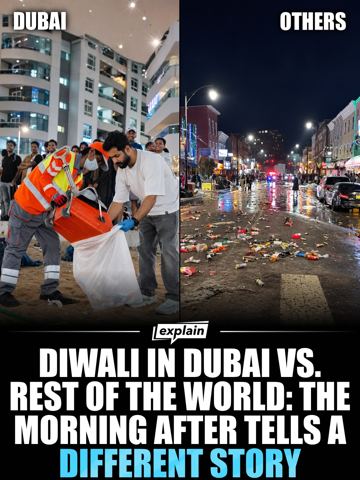 DUBAI
OTHERS
explain
DIWALI IN DUBAI VS.
REST OF THE WORLD: THE
MORNING AFTER TELLS A
DIFFERENT STORY